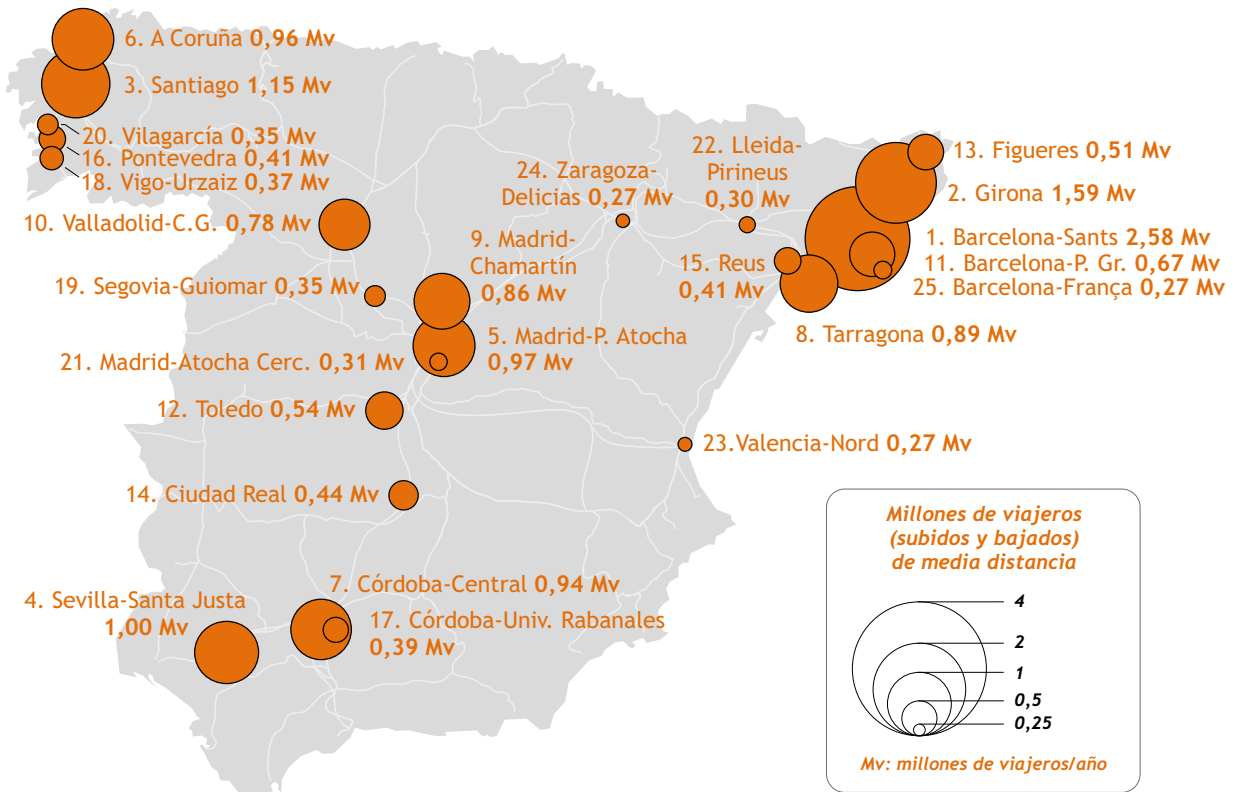 6. A Coruña 0,96 Mv
3. Santiago 1,15 Mv
20. Vilagarcía 0,35 Mv
16. Pontevedra 0,41 Mv
18. Vigo-Urzaiz 0,37 Mv
10. Valladolid-C.G. 0,78 Mv
9. Madrid-
Chamartín
0,86 Mv
24. Zaragoza-
Delicias 0,27 Mv
22. Lleida-
Pirineus
0,30 Mv
13. Figueres 0,51 Mv
2. Girona 1,59 Mv
1. Barcelona-Sants 2,58 Mv
11. Barcelona-P. Gr. 0,67 Mv
25. Barcelona-França 0,27 Mv
15. Reus
0,41 Mv
8. Tarragona 0,89 Mv
19. Segovia-Guiomar 0,35 Mv
5. Madrid-P. Atocha
0,97 Mv
21. Madrid-Atocha Cerc. 0,31 Mv
12. Toledo 0,54 Mv
23.Valencia-Nord 0,27 Mv
14. Ciudad Real 0,44 Mv
7. Córdoba-Central 0,94 Mv
4. Sevilla-Santa Justa
1,00 Mv
17. Córdoba-Univ. Rabanales
0,39 Mv
Millones de viajeros
(subidos y bajados)
de media distancia
4
2
1
0,5
0,25
Mv: millones de viajeros/año